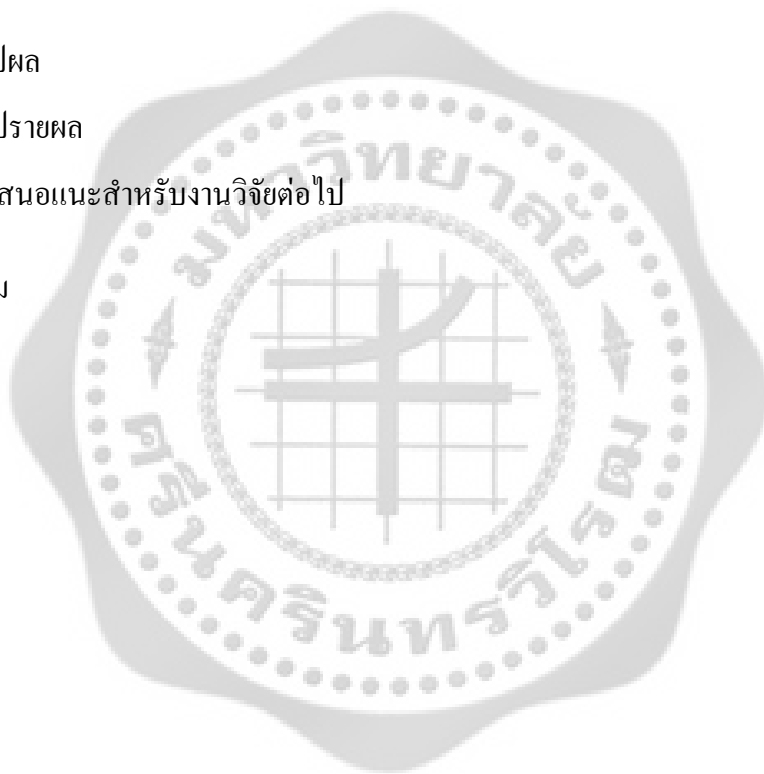 ปผล
ปรายผล
สนอแนะสำหรับงานวิจัยต่อไป
ม
มหาวิทยาลัย
ศรีนครินทรวิโรฒ